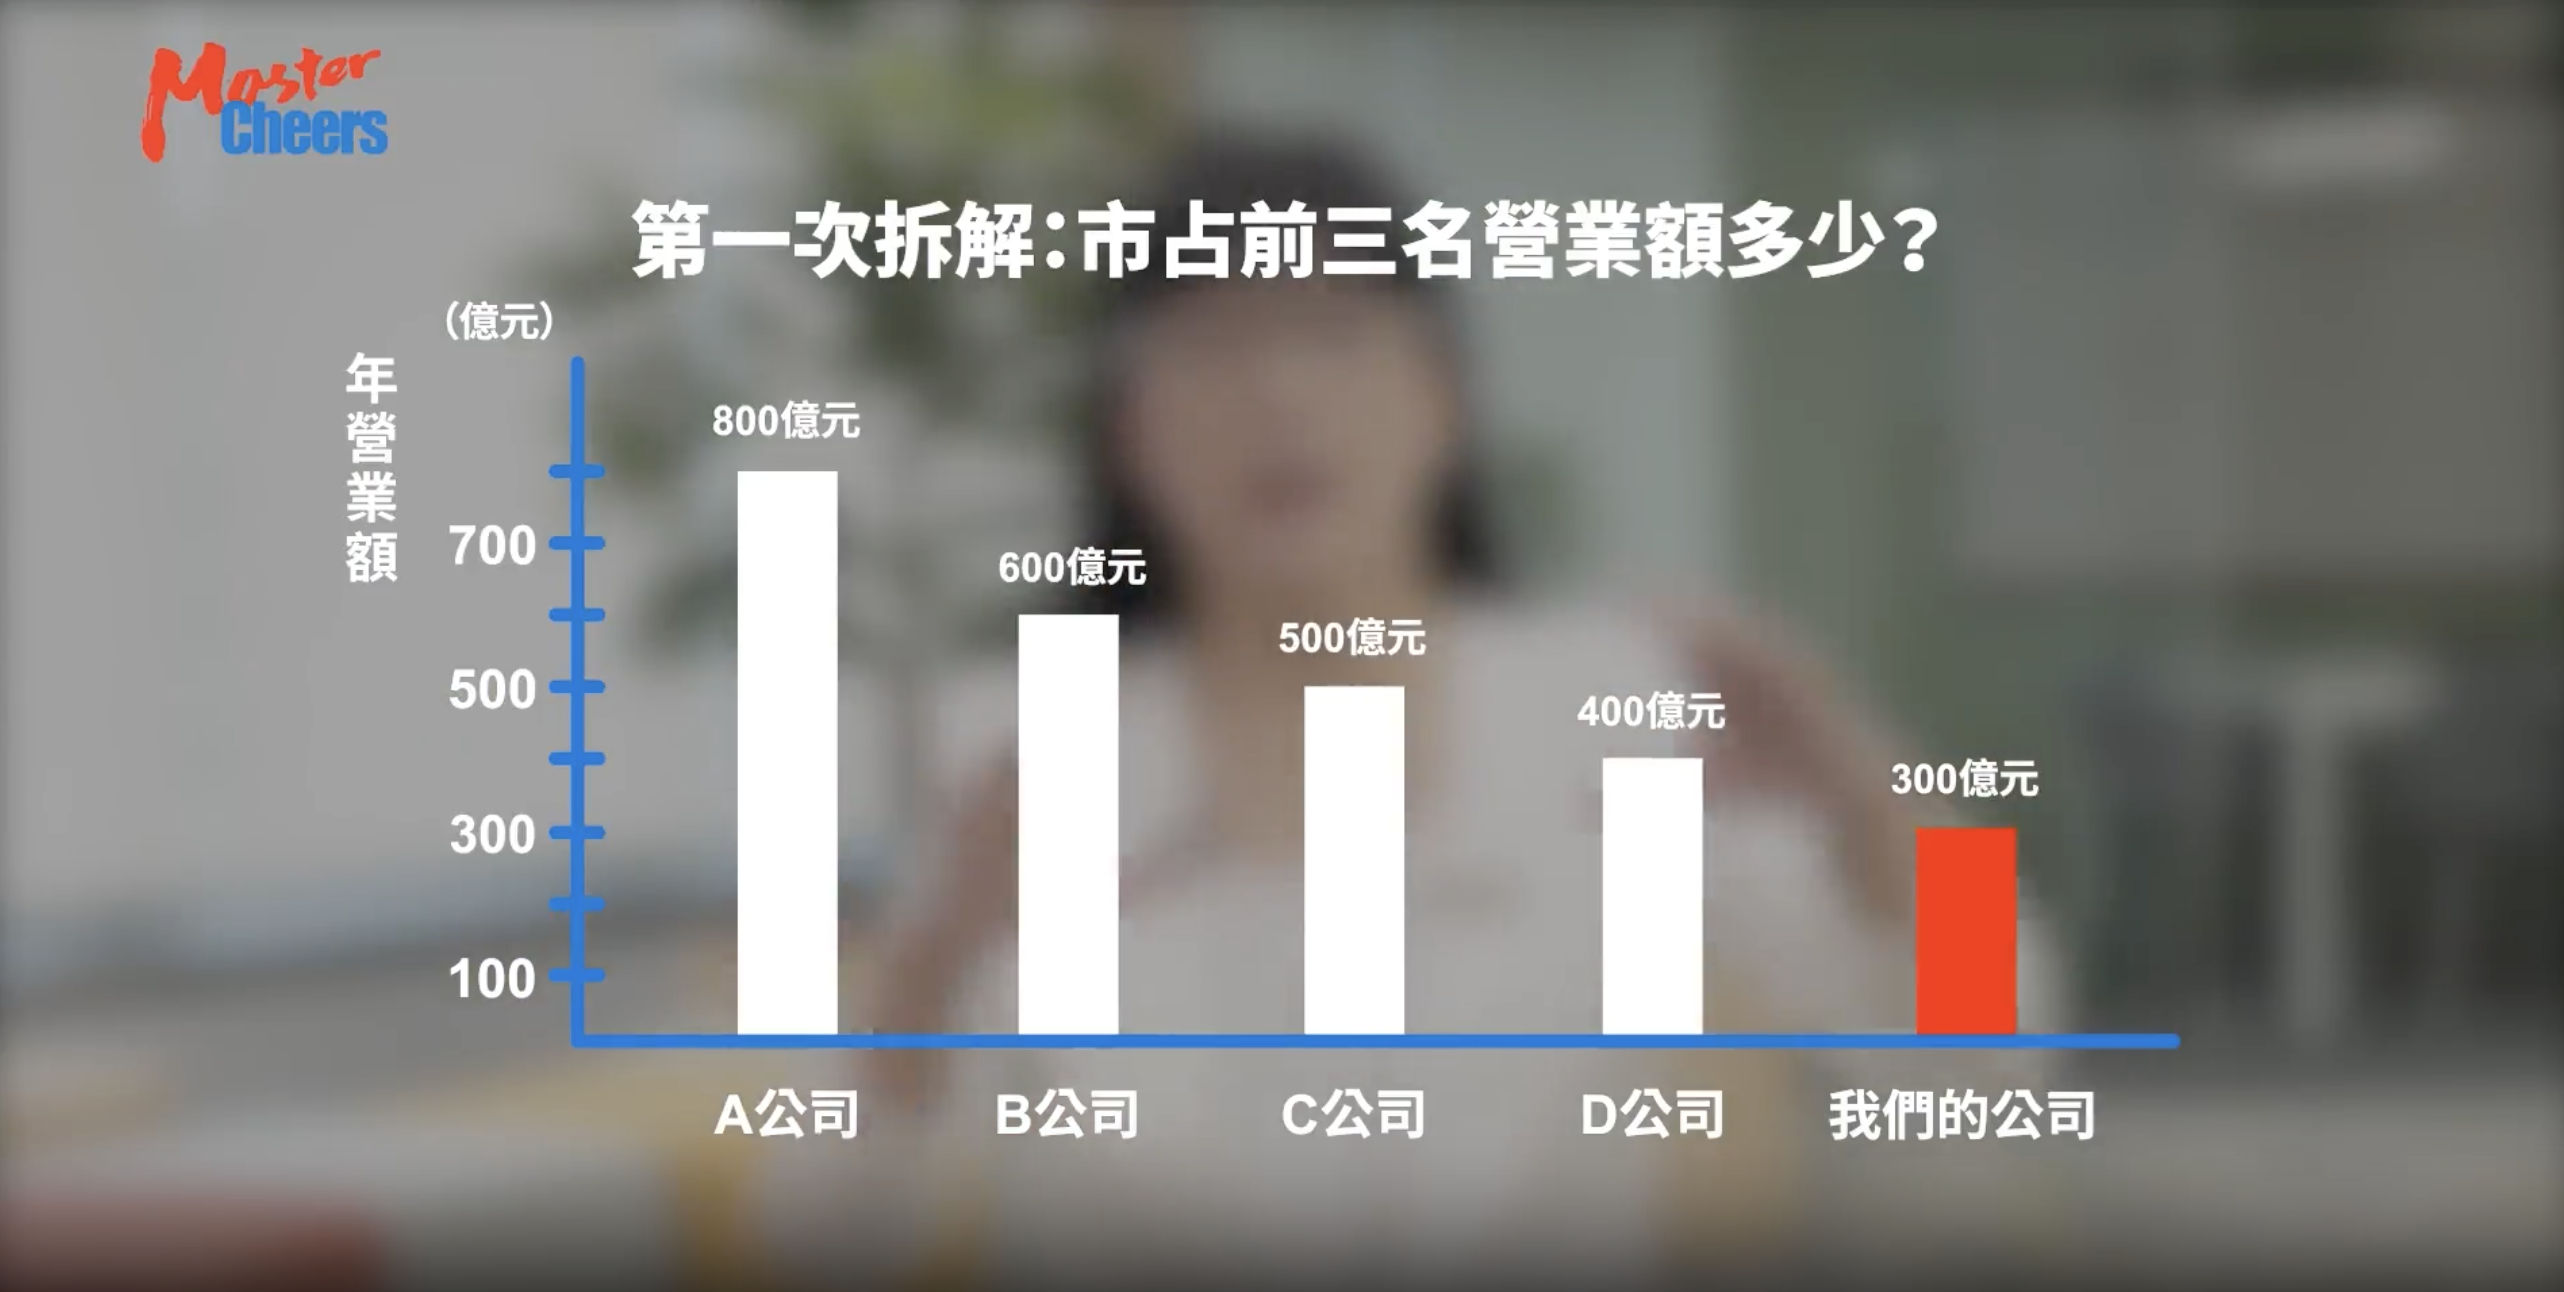 Master
Cheers
第一次拆解：市占前三名營業額多少？
（億元）
年營業額
800億元
600億元
500億元
400億元
300億元
700
500
300
100
A公司
B公司
C公司
D公司
我們的公司